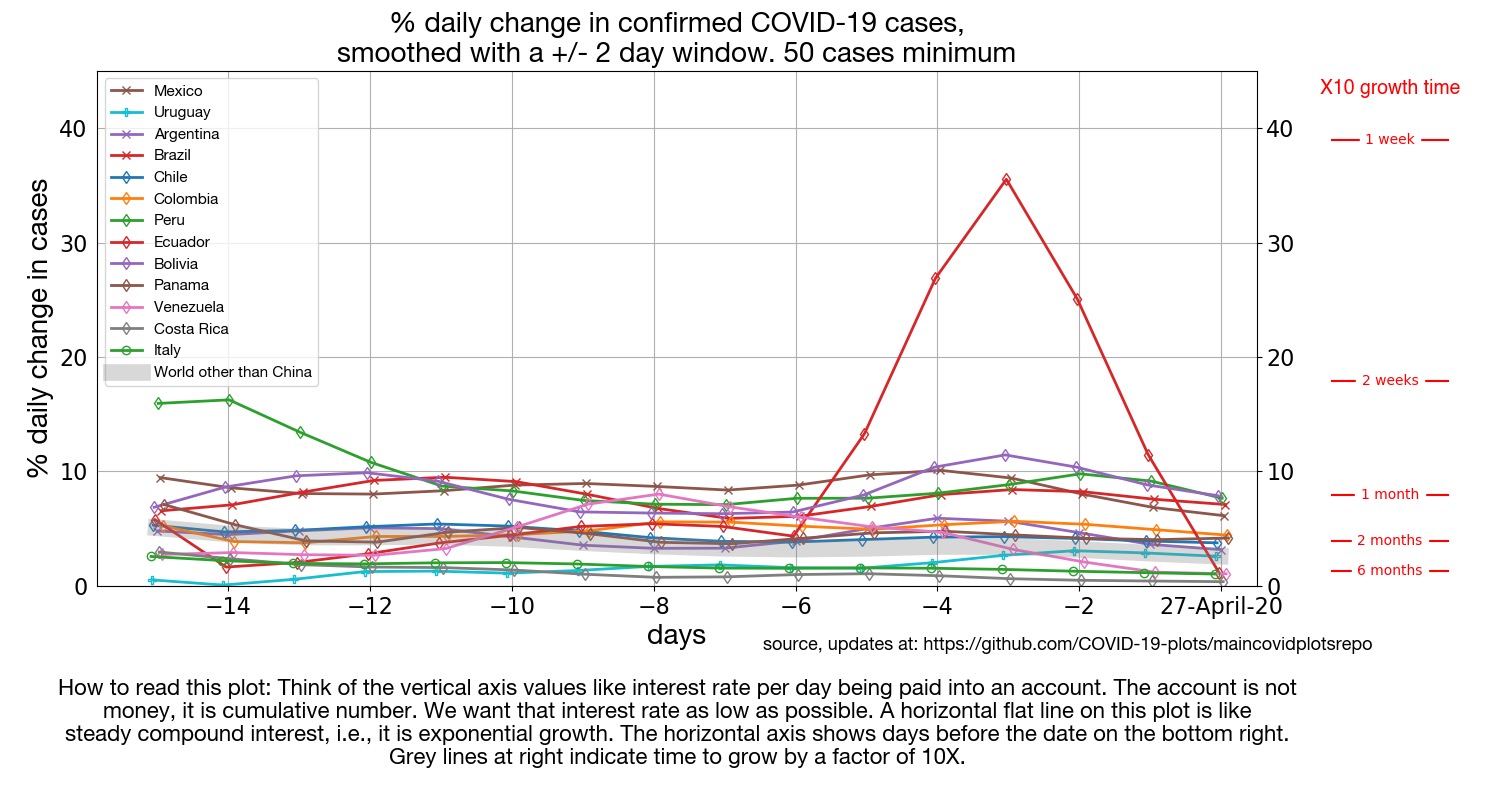 % daily change in confirmed COVID-19 cases,
smoothed with a +/- 2 day window. 50 cases minimum
% daily change in cases
40
30
20
10
0
Mexico
Uruguay
Argentina
Brazil
Chile
Colombia
Peru
Ecuador
Bolivia
Panama
Venezuela
Costa Rica
Italy
World other than China
40
30
20
10
0
X10 growth time
1 week
2 weeks
1 month
2 months
6 months
−14 −12 −10 −8 −6 −4 −2 27-April-20
days
source, updates at: https://github.com/COVID-19-plots/maincovidplotsrepo
How to read this plot: Think of the vertical axis values like interest rate per day being paid into an account. The account is not
money, it is cumulative number. We want that interest rate as low as possible. A horizontal flat line on this plot is like
steady compound interest, i.e., it is exponential growth. The horizontal axis shows days before the date on the bottom right.
Grey lines at right indicate time to grow by a factor of 10X.